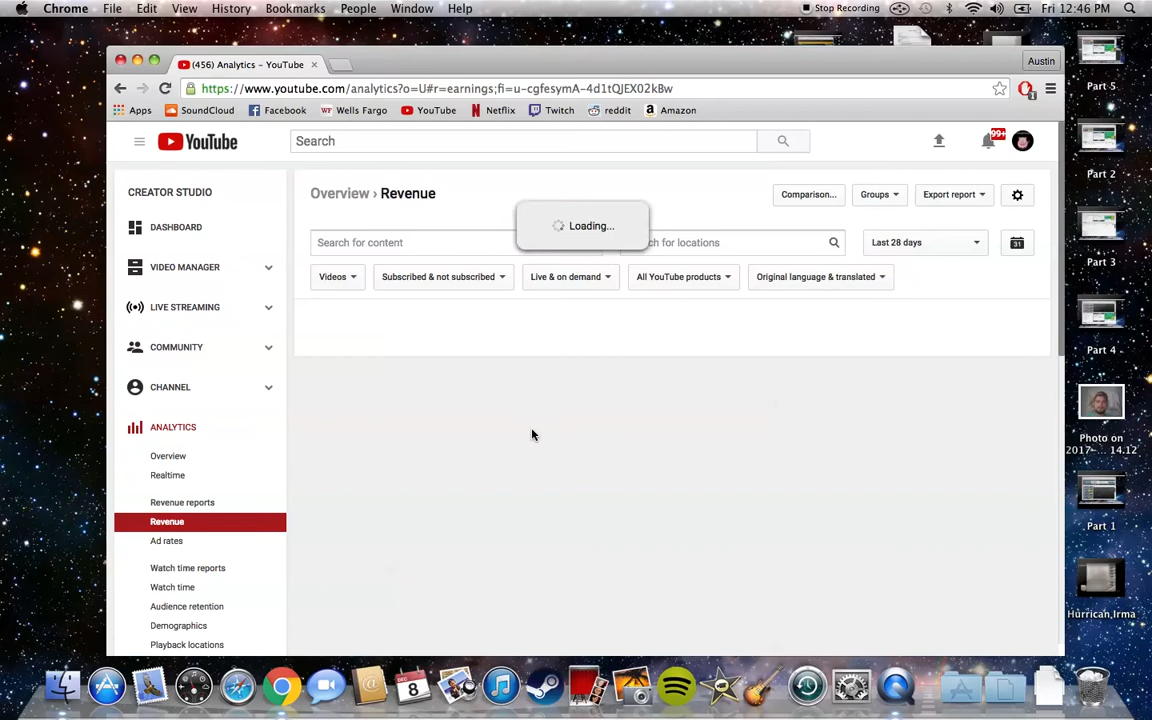 Chrome File Edit View History Bookmarks People Window Help Stop Recording Fri 12:46 PM
(456) Analytics – YouTube Austin
https://www.youtube.com/analytics?o=U#r=earnings;fi=u-cgfesymA-4d1tQJEX02kBw
Apps SoundCloud Facebook Wells Fargo YouTube Netflix Twitch reddit Amazon
YouTube Search 99+
CREATOR STUDIO
DASHBOARD
VIDEO MANAGER
LIVE STREAMING
COMMUNITY
CHANNEL
ANALYTICS
Overview
Realtime
Revenue reports
Revenue
Ad rates
Watch time reports
Watch time
Audience retention
Demographics
Playback locations
Overview › Revenue Comparison... Groups Export report
Loading...
Search for content ch for locations Last 28 days 31
Videos Subscribed & not subscribed Live & on demand All YouTube products Original language & translated
Part 5
Part 2
Part 3
Part 4
Photo on
2017-... 14.12
Part 1
Hurrican,Irma
DEC
8